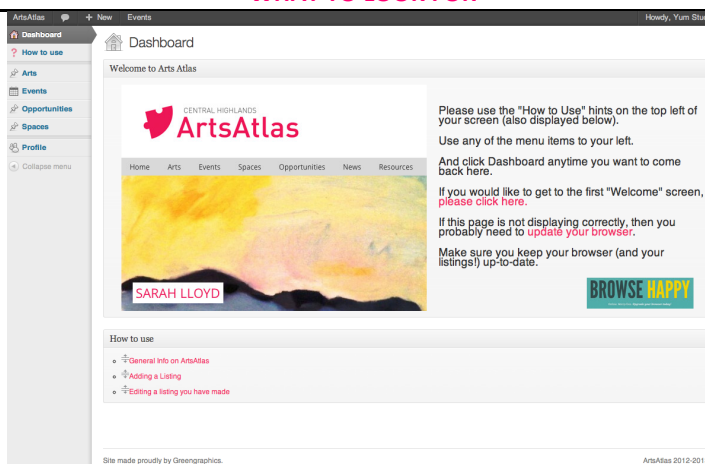 ArtsAtlas + New Events Howdy, Yum Stu
Dashboard
? How to use
Arts
Events
Opportunities
Spaces
Profile
Collapse menu
Dashboard
Welcome to Arts Atlas
CENTRAL HIGHLANDS
ArtsAtlas
Home Arts Events Spaces Opportunities News Resources
SARAH LLOYD
Please use the "How to Use" hints on the top left of
your screen (also displayed below).
Use any of the menu items to your left.
And click Dashboard anytime you want to come
back here.
If you would like to get to the first "Welcome" screen,
please click here.
If this page is not displaying correctly, then you
probably need to update your browser.
Make sure you keep your browser (and your
listings!) up-to-date.
BROWSE HAPPY
How to use
General Info on ArtsAtlas
Adding a Listing
Editing a listing you have made
Site made proudly by Greengraphics. ArtsAtlas 2012-201